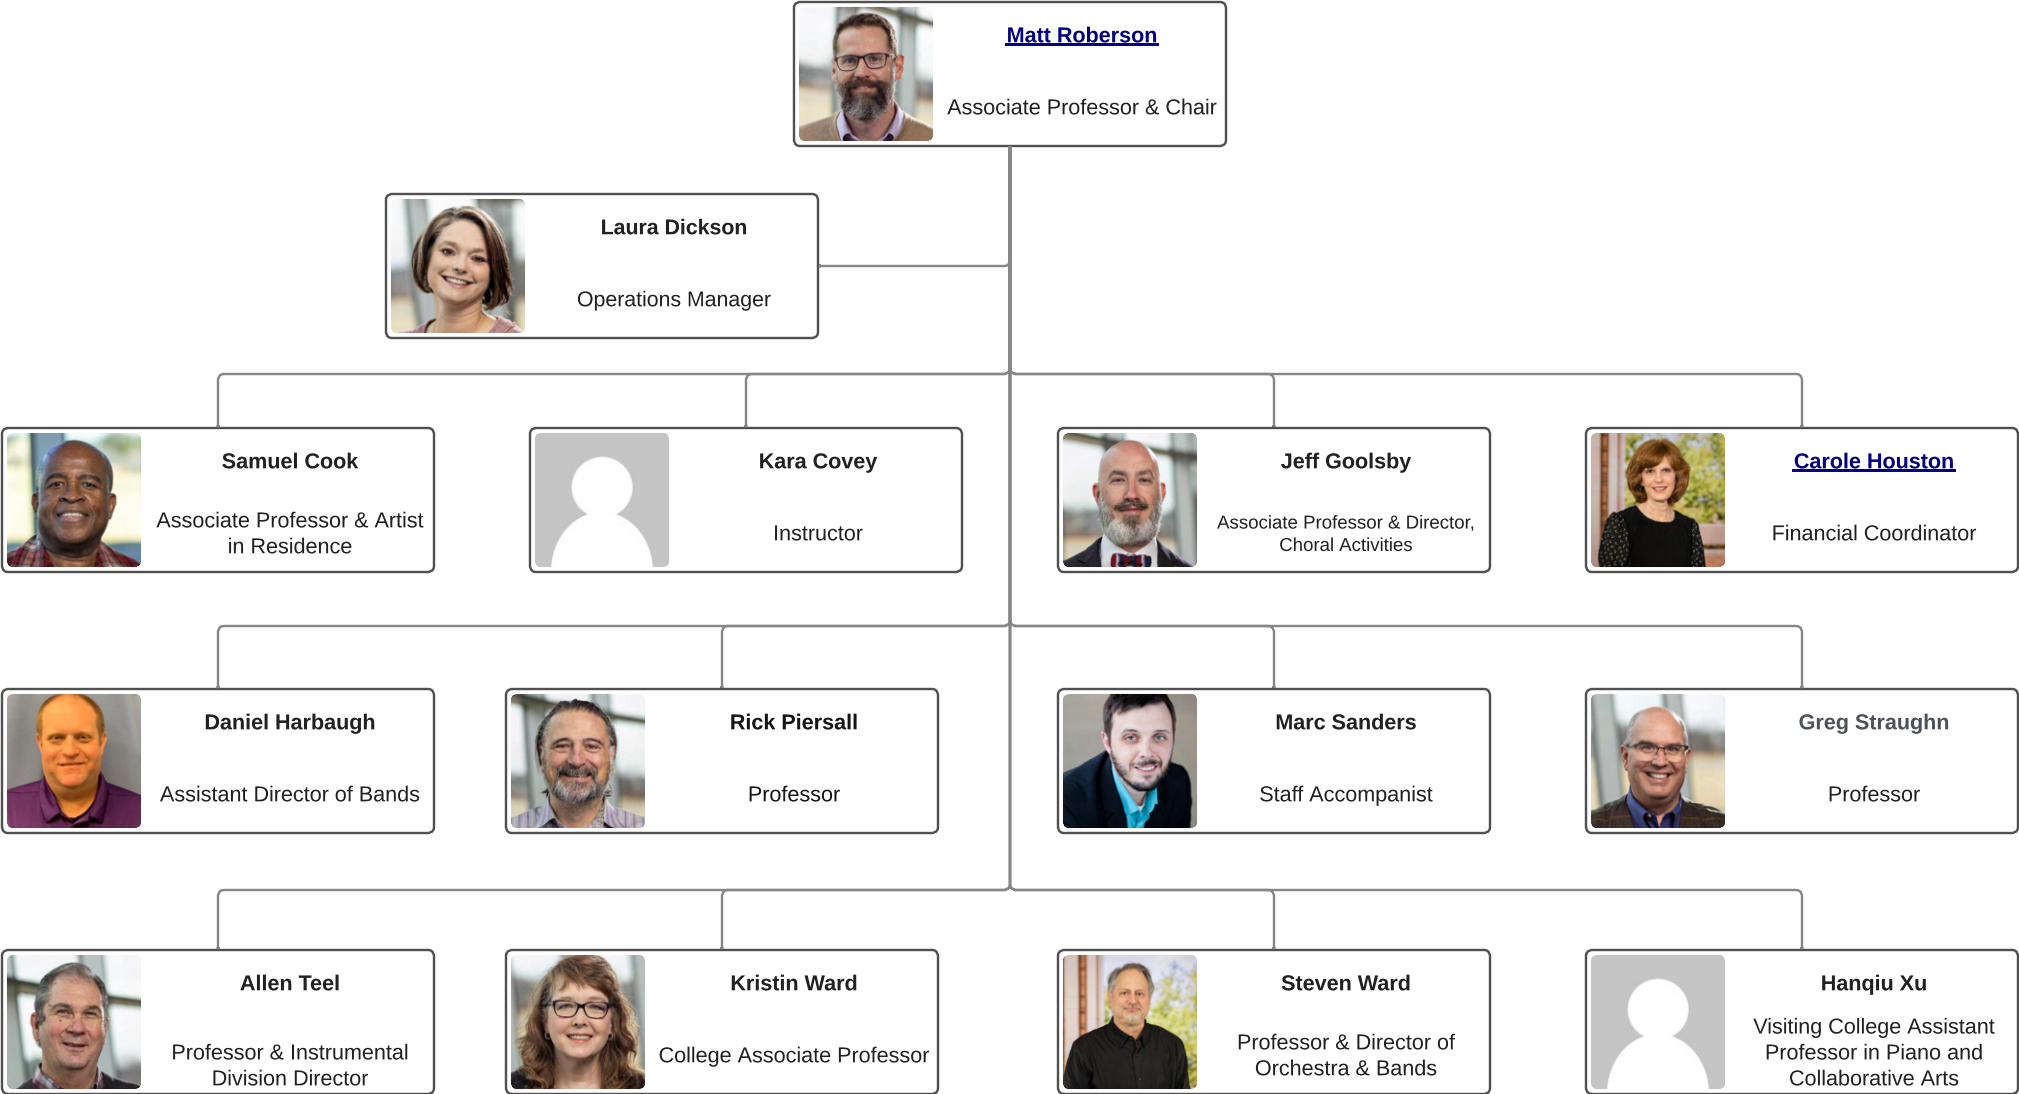 Matt Roberson
Associate Professor & Chair
Laura Dickson
Operations Manager
Samuel Cook
Associate Professor & Artist
in Residence
Kara Covey
Instructor
Jeff Goolsby
Associate Professor & Director,
Choral Activities
Carole Houston
Financial Coordinator
Daniel Harbaugh
Assistant Director of Bands
Rick Piersall
Professor
Marc Sanders
Staff Accompanist
Greg Straughn
Professor
Allen Teel
Professor & Instrumental
Division Director
Kristin Ward
College Associate Professor
Steven Ward
Professor & Director of
Orchestra & Bands
Hanqiu Xu
Visiting College Assistant
Professor in Piano and
Collaborative Arts